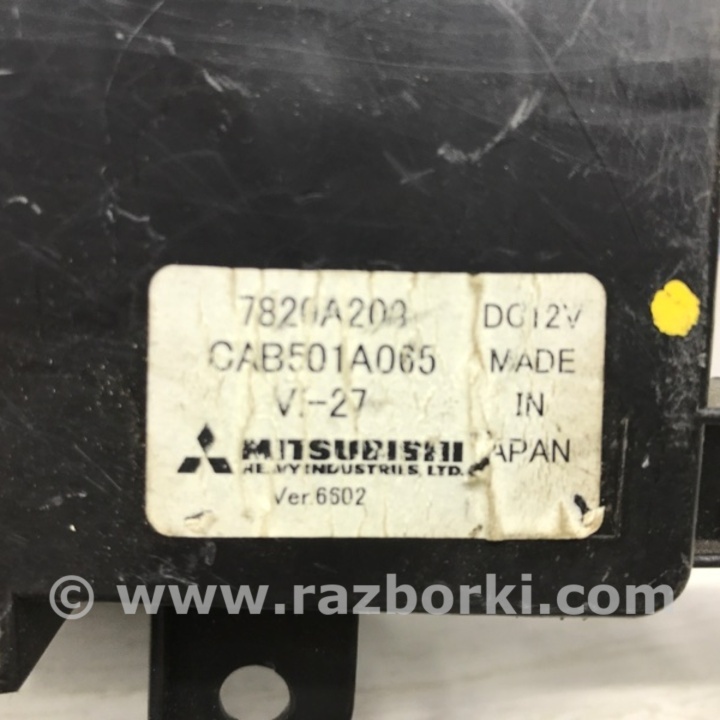 7820A208
CAB501A065
DC12V
MADE
IN
JAPAN
MITSUBISHI
HEAVY INDUSTRIES, LTD.
Ver.6602
© www.razborki.com